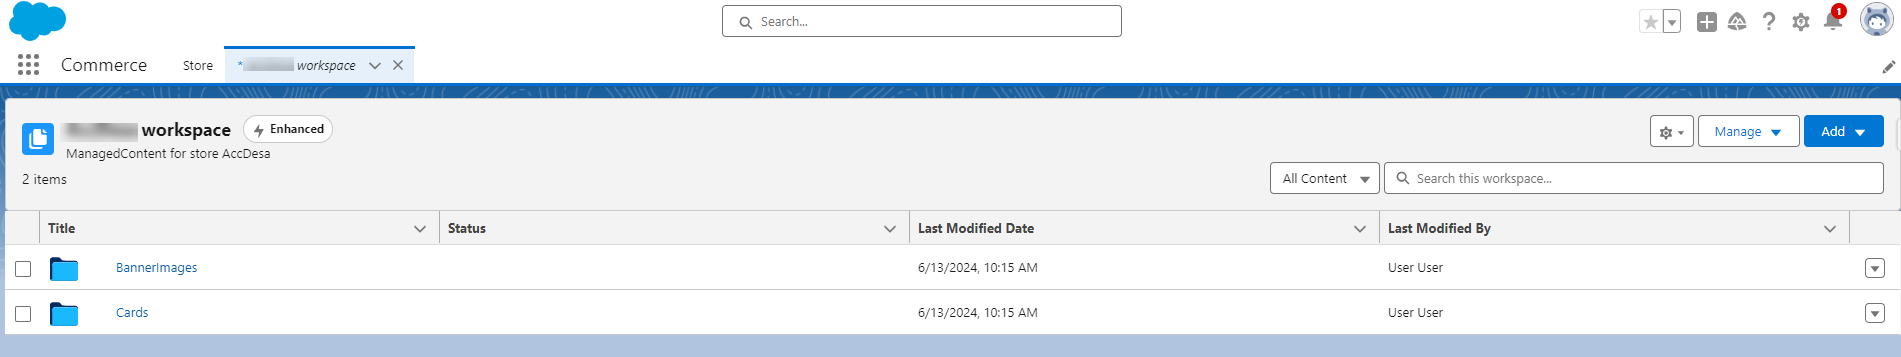 Search...
1
Commerce
Store
* workspace
workspace
Enhanced
ManagedContent for store AccDesa
Manage
Add
2 items
All Content
Search this workspace...
Title Status Last Modified Date Last Modified By
BannerImages 6/13/2024, 10:15 AM User User
Cards 6/13/2024, 10:15 AM User User